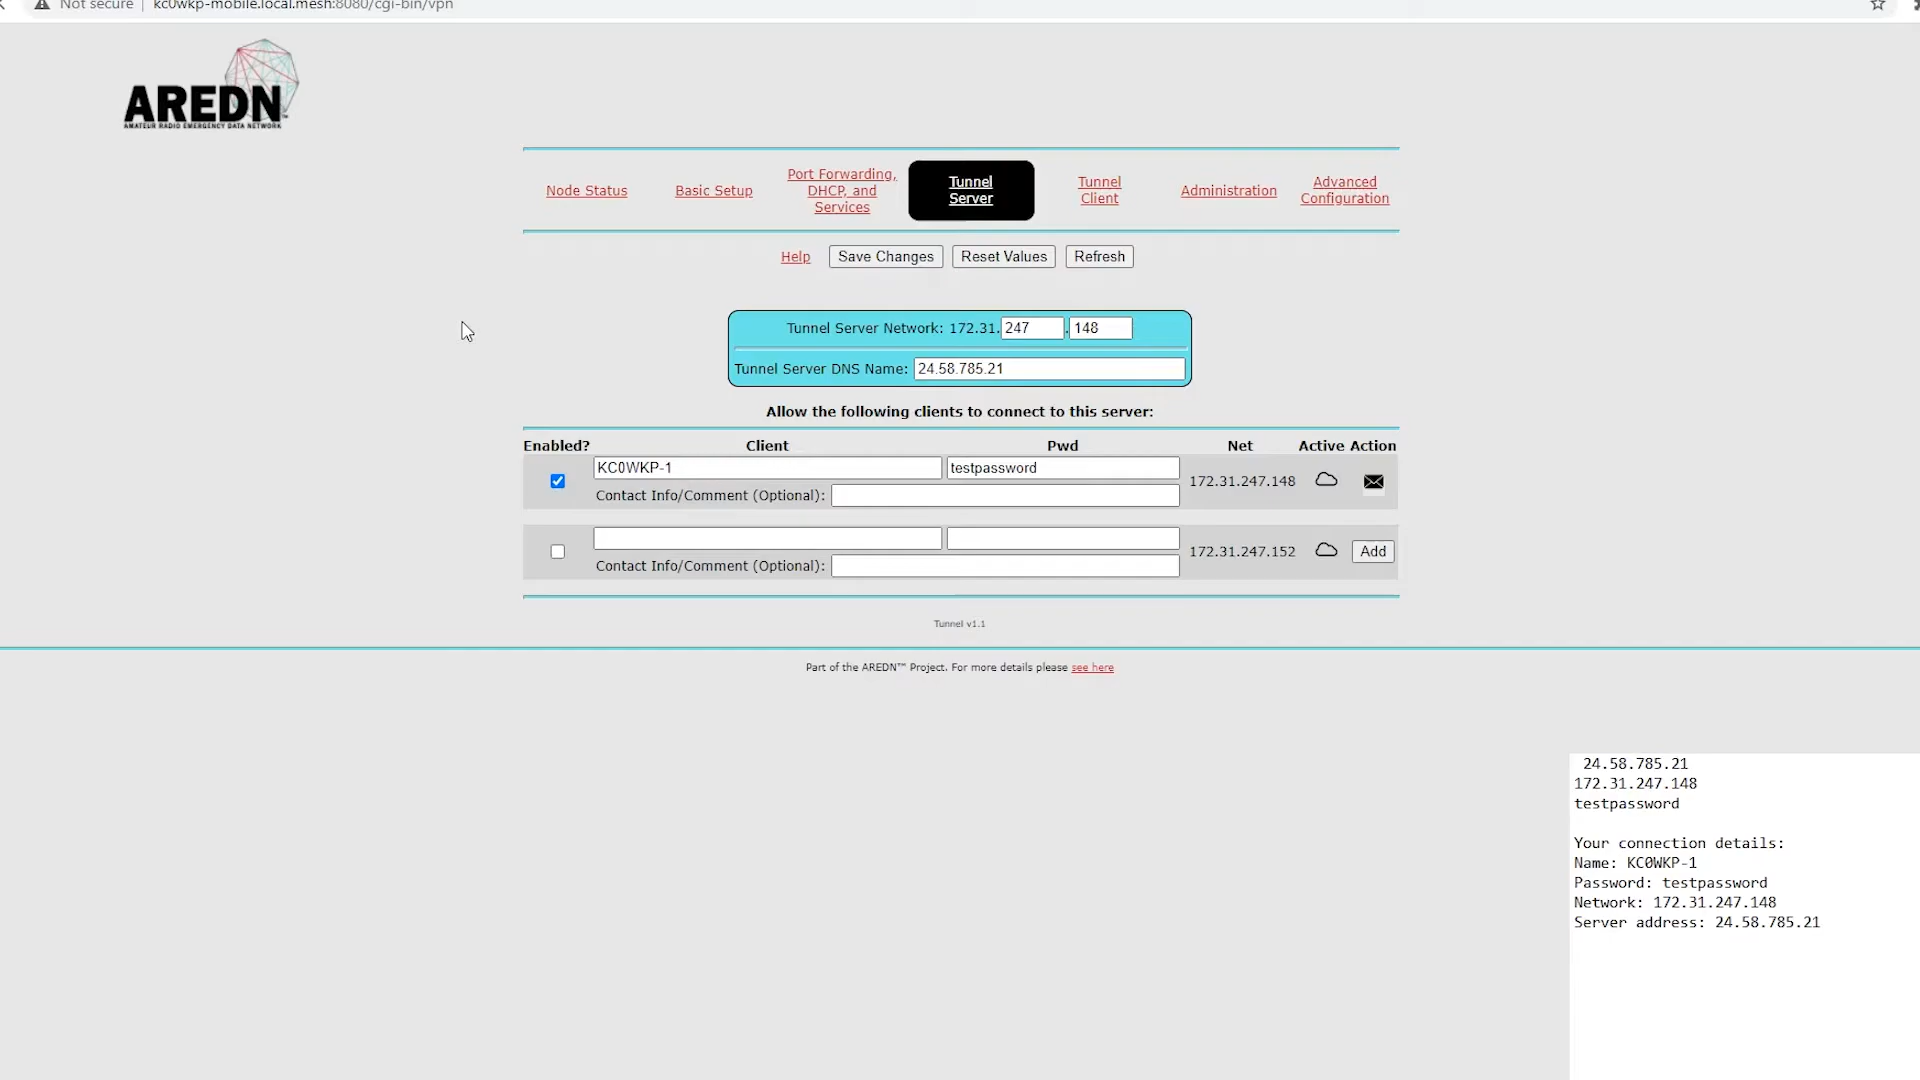 Not secure | kc0wkp-mobile.local.mesh:8080/cgi-bin/vpn
AREDN™
AMATEUR RADIO EMERGENCY DATA NETWORK
Node Status
Basic Setup
Port Forwarding,
DHCP, and
Services
Tunnel
Server
Tunnel
Client
Administration
Advanced
Configuration
Help Save Changes Reset Values Refresh
Tunnel Server Network: 172.31. 247 . 148
Tunnel Server DNS Name: 24.58.785.21
Allow the following clients to connect to this server:
Enabled? Client Pwd Net Active Action
KC0WKP-1 testpassword
172.31.247.148
Contact Info/Comment (Optional):
172.31.247.152 Add
Contact Info/Comment (Optional):
Tunnel v1.1
Part of the AREDN™ Project. For more details please see here
24.58.785.21
172.31.247.148
testpassword
Your connection details:
Name: KC0WKP-1
Password: testpassword
Network: 172.31.247.148
Server address: 24.58.785.21